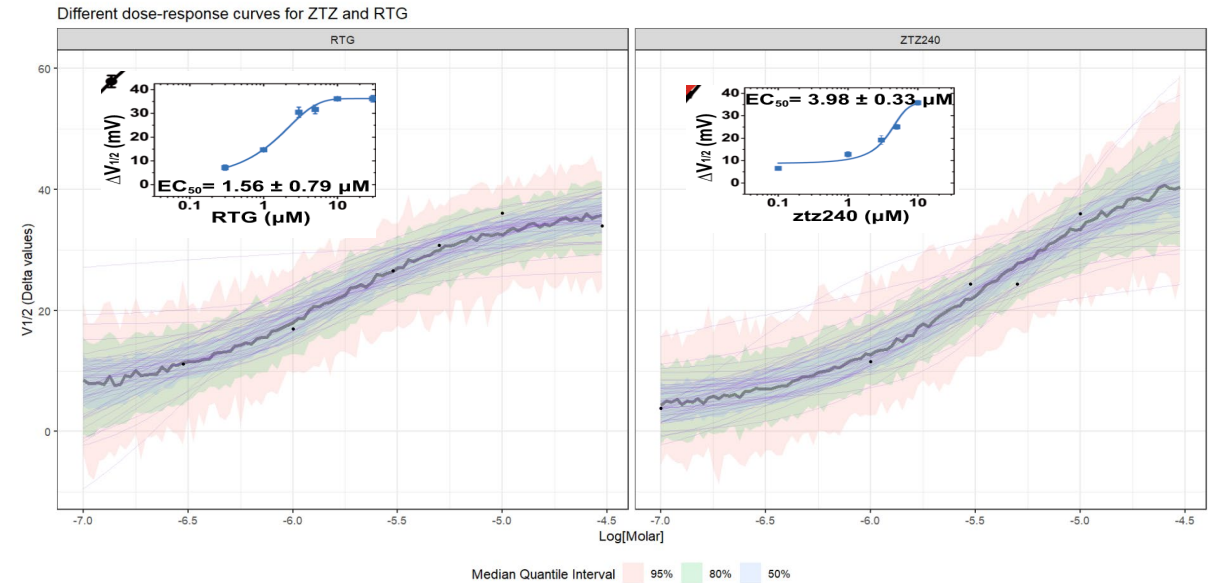 Different dose-response curves for ZTZ and RTG
RTG
ZTZ240
V1/2 (Delta values)
60
40
20
0
40
30
20
10
0
ΔV1/2 (mV)
EC₅₀= 1.56 ± 0.79 μM
0.1 1 10
RTG (μM)
40
30
20
10
0
ΔV1/2 (mV)
EC₅₀= 3.98 ± 0.33 μM
0.1 1 10
ztz240 (μM)
-7.0 -6.5 -6.0 -5.5 -5.0 -4.5
-7.0 -6.5 -6.0 -5.5 -5.0 -4.5
Log[Molar]
Median Quantile Interval 95% 80% 50%